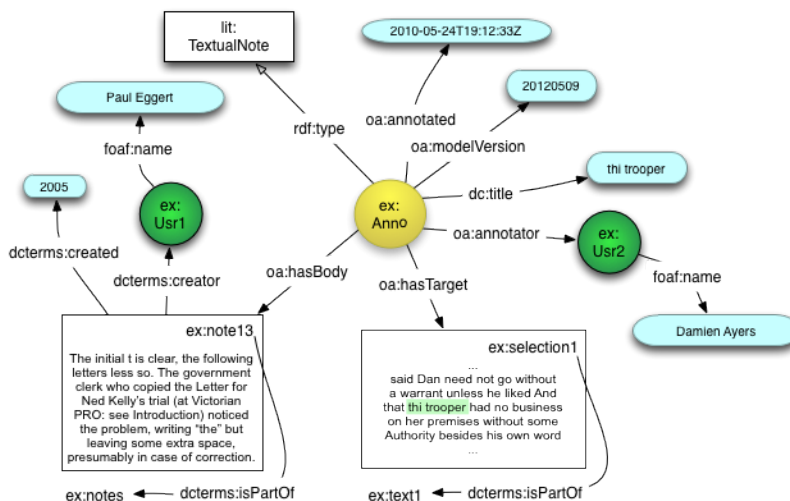 lit:
TextualNote
2010-05-24T19:12:33Z
Paul Eggert
20120509
rdf:type
oa:annotated
oa:modelVersion
foaf:name
thi trooper
2005
dc:title
ex:
Usr1
ex:
Anno
oa:annotator
ex:
Usr2
dcterms:created
foaf:name
oa:hasBody
dcterms:creator
oa:hasTarget
Damien Ayers
ex:note13
The initial t is clear, the following
letters less so. The government
clerk who copied the Letter for
Ned Kelly's trial (at Victorian
PRO: see Introduction) noticed
the problem, writing "the" but
leaving some extra space,
presumably in case of correction.
ex:selection1
...
said Dan need not go without
a warrant unless he liked And
that thi trooper had no business
on her premises without some
Authority besides his own word
...
ex:notes
dcterms:isPartOf
ex:text1
dcterms:isPartOf